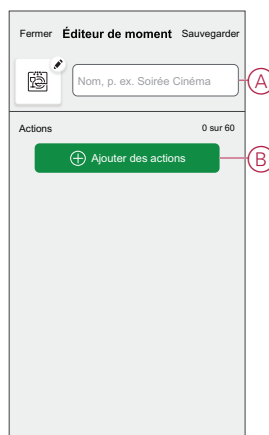 Fermer Éditeur de moment Sauvegarder
Nom, p. ex. Soirée Cinéma
A
Actions 0 sur 60
Ajouter des actions
B